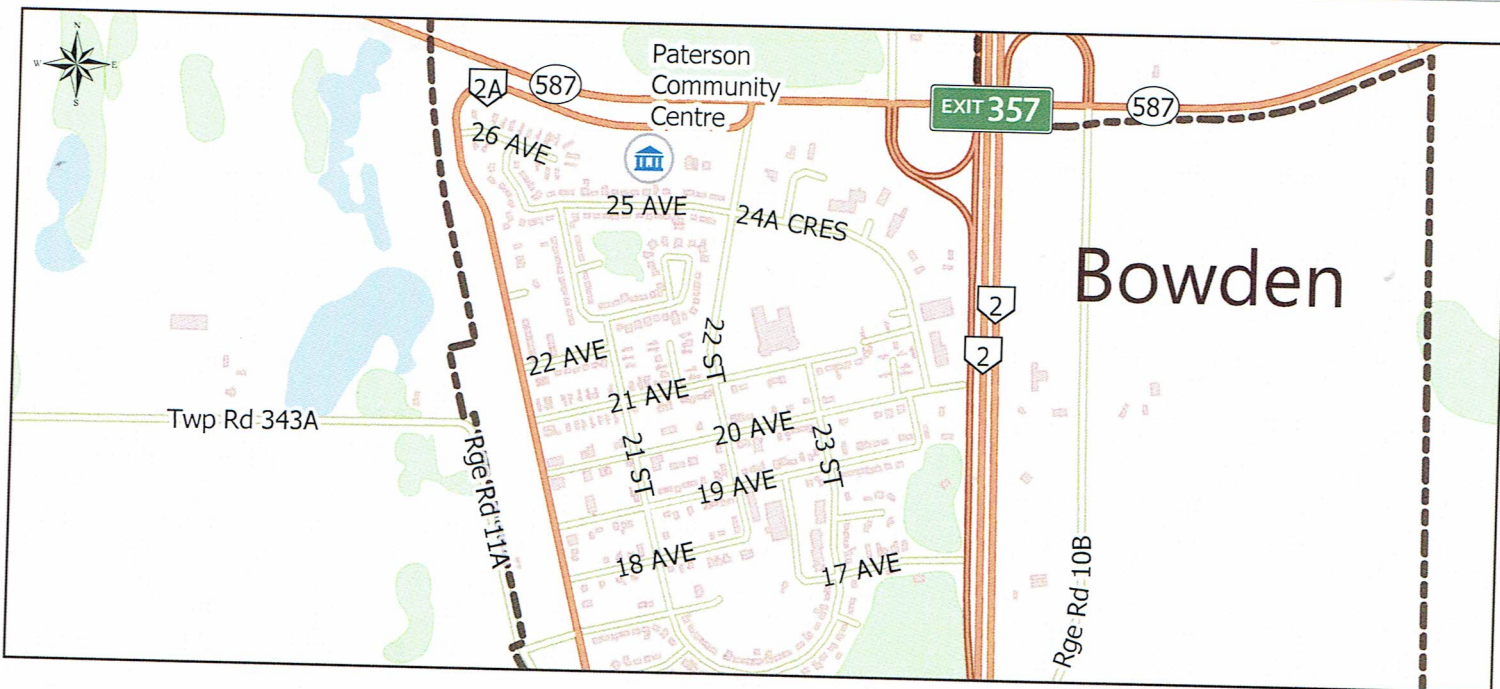 N
W E
S
2A
587
Paterson
Community
Centre
EXIT 357
587
26 AVE
25 AVE
24A CRES
Bowden
2
2
22 AVE
22 ST
21 AVE
Twp Rd 343A
20 AVE
21 ST
23 ST
Rge Rd 11A
19 AVE
18 AVE
17 AVE
Rge Rd 10B